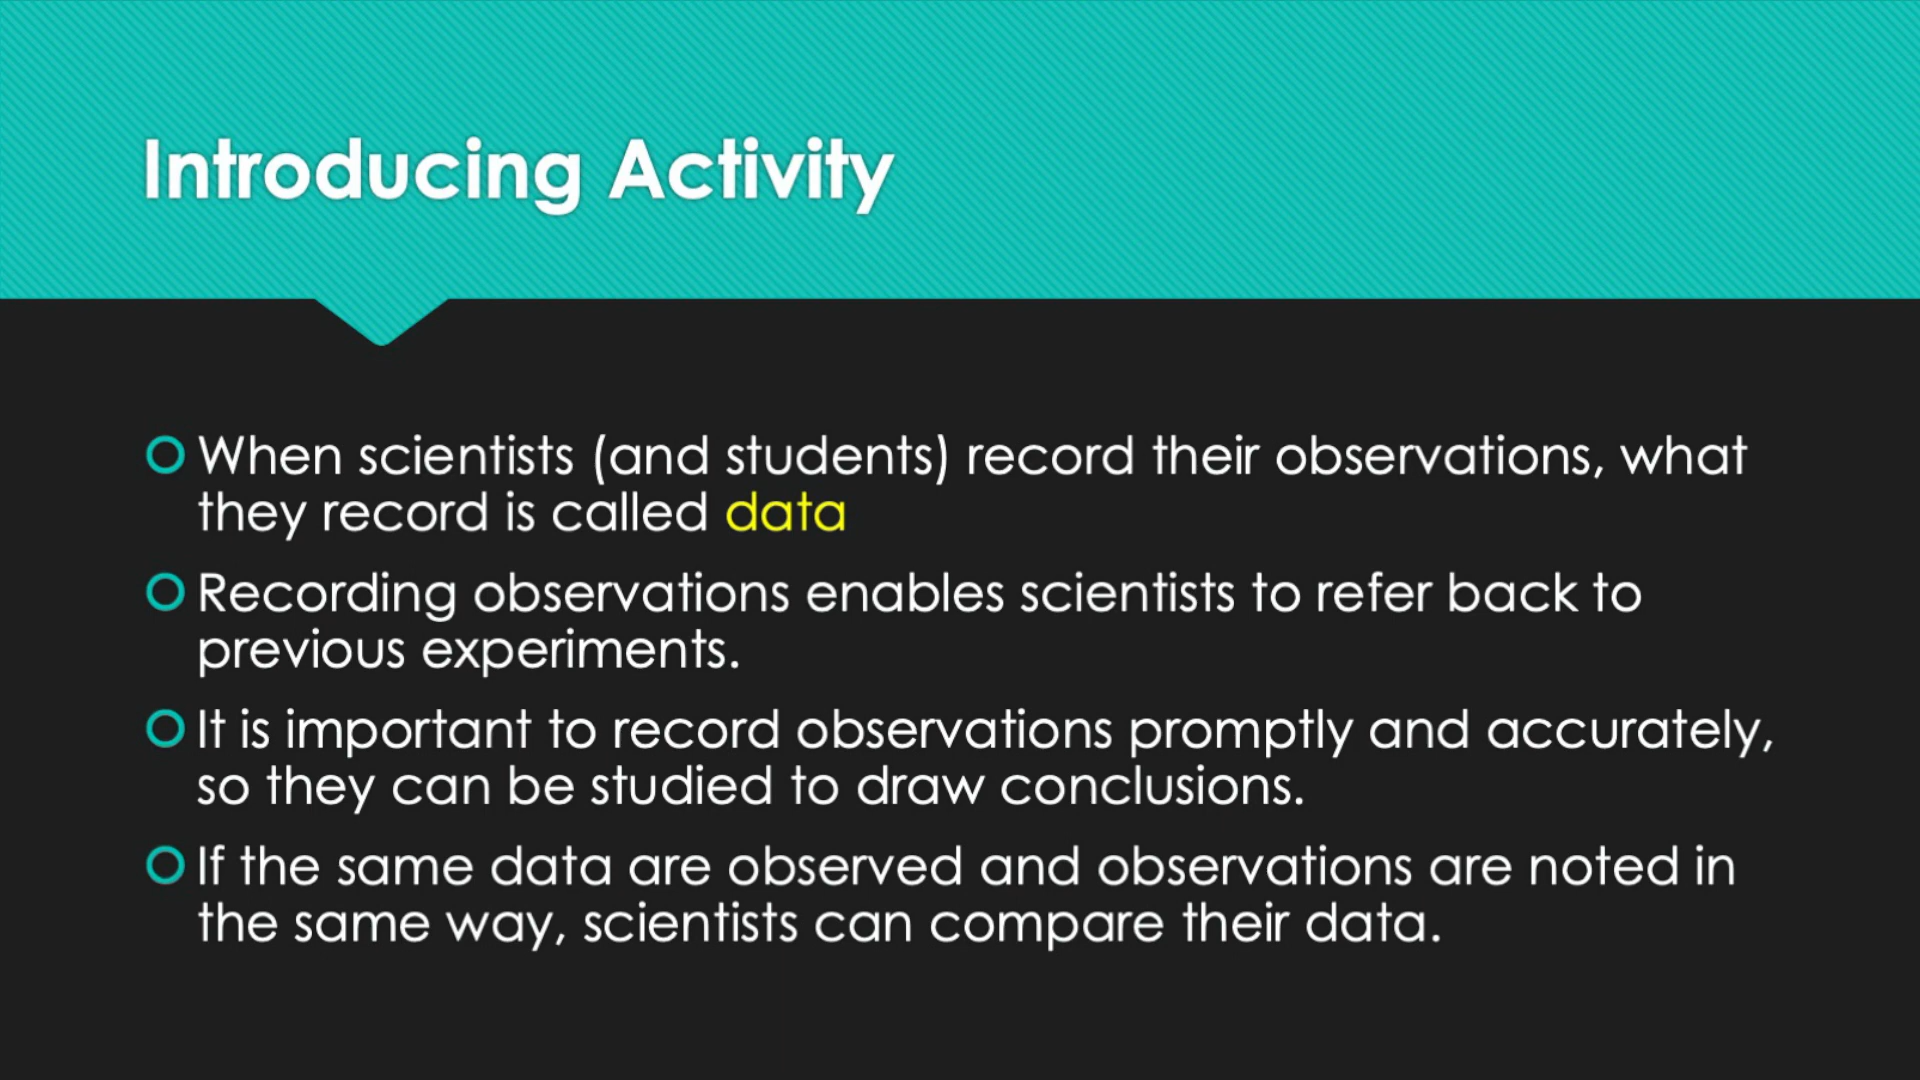 Introducing Activity
When scientists (and students) record their observations, what
they record is called data
Recording observations enables scientists to refer back to
previous experiments.
It is important to record observations promptly and accurately,
so they can be studied to draw conclusions.
If the same data are observed and observations are noted in
the same way, scientists can compare their data.